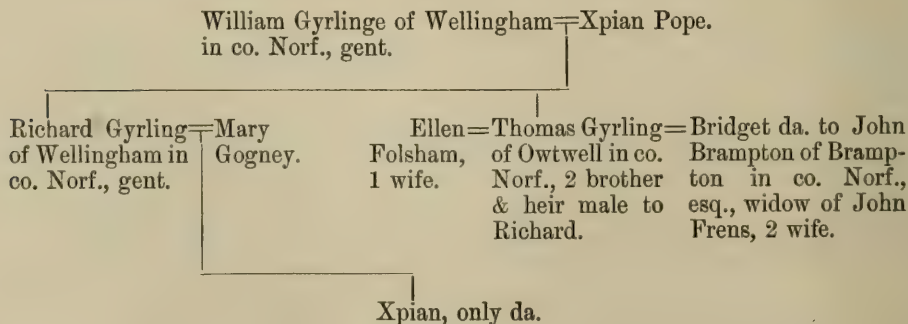 William Gyrlinge of Wellingham=Xpian Pope.
in co. Norf., gent.
Richard Gyrling=Mary
of Wellingham in Gogney.
co. Norf., gent.
Ellen=Thomas Gyrling=Bridget da. to John
Folsham, of Owtwell in co. Brampton of Bramp-
1 wife. Norf., 2 brother ton in co. Norf.,
& heir male to esq., widow of John
Richard. Frens, 2 wife.
Xpian, only da.